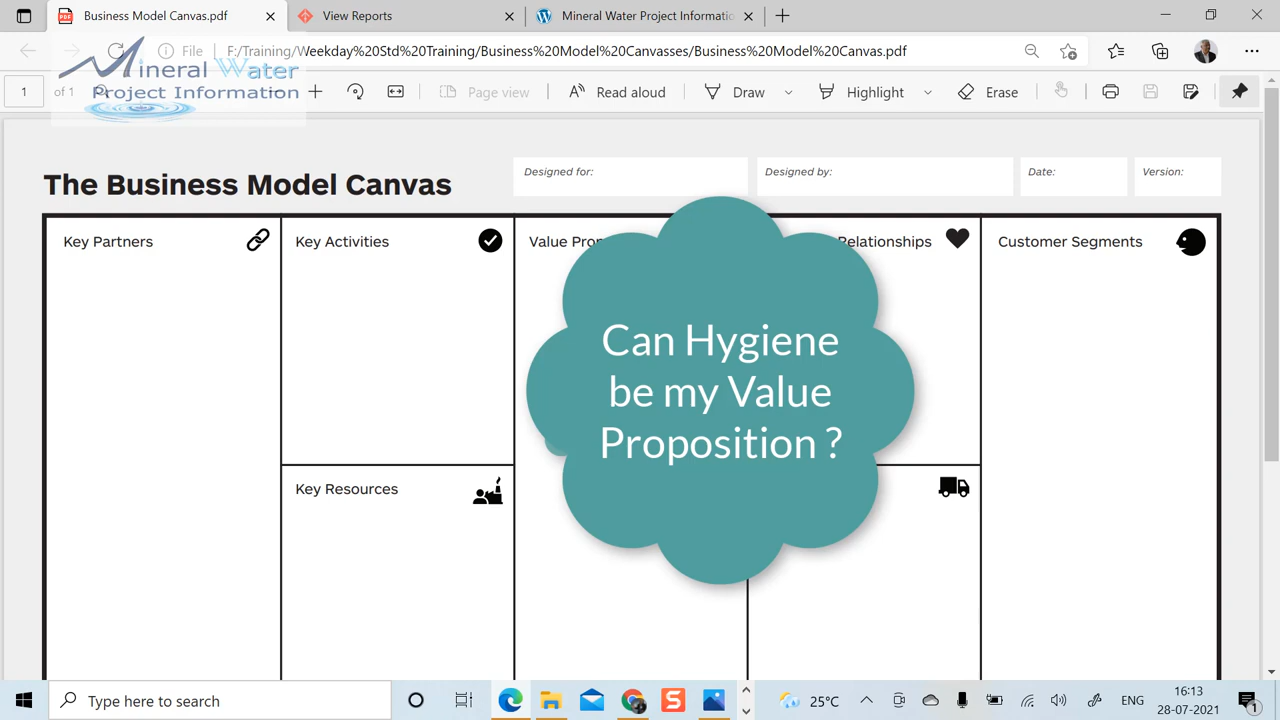 Business Model Canvas.pdf
View Reports
Mineral Water Project Informatio
File
F:/Training/Weekday%20Std%20Training/Business%20Model%20Canvasses/Business%20Model%20Canvas.pdf
Mineral Water
Project Information
1
of 1
Page view
Read aloud
Draw
Highlight
Erase
The Business Model Canvas
Designed for:
Designed by:
Date:
Version:
Key Partners
Key Activities
Value Prop
Relationships
Customer Segments
Can Hygiene
be my Value
Proposition ?
Key Resources
Type here to search
25°C
ENG
16:13
28-07-2021
1